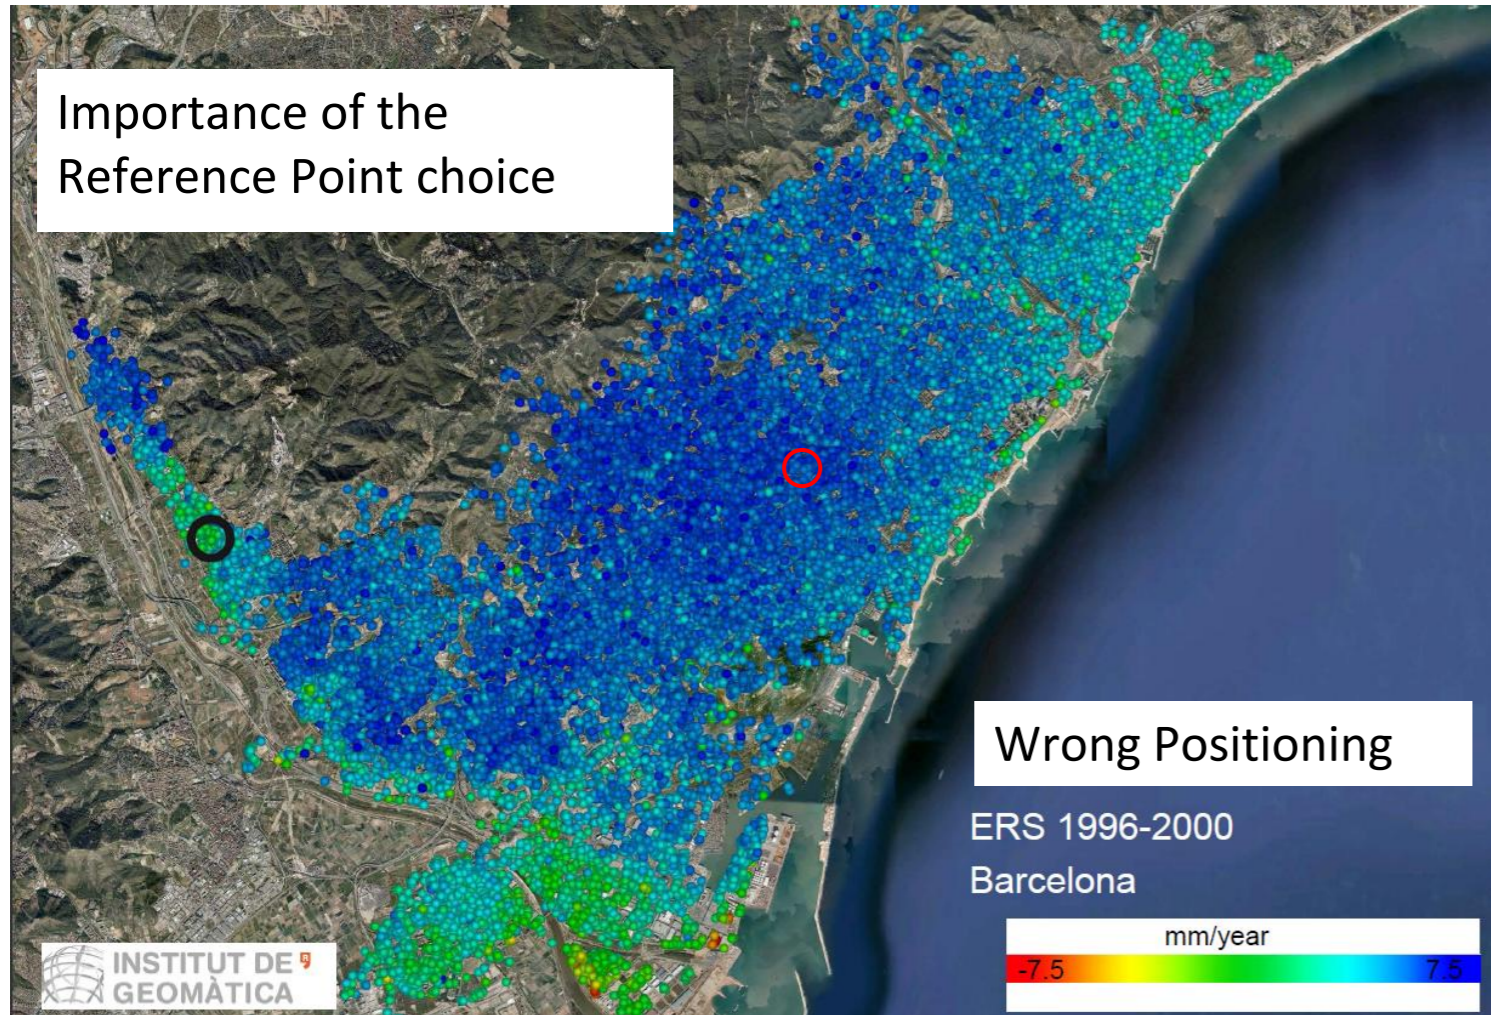 Importance of the
Reference Point choice
Wrong Positioning
ERS 1996-2000
Barcelona
mm/year
-7.5 7.5
INSTITUT DE
GEOMÀTICA